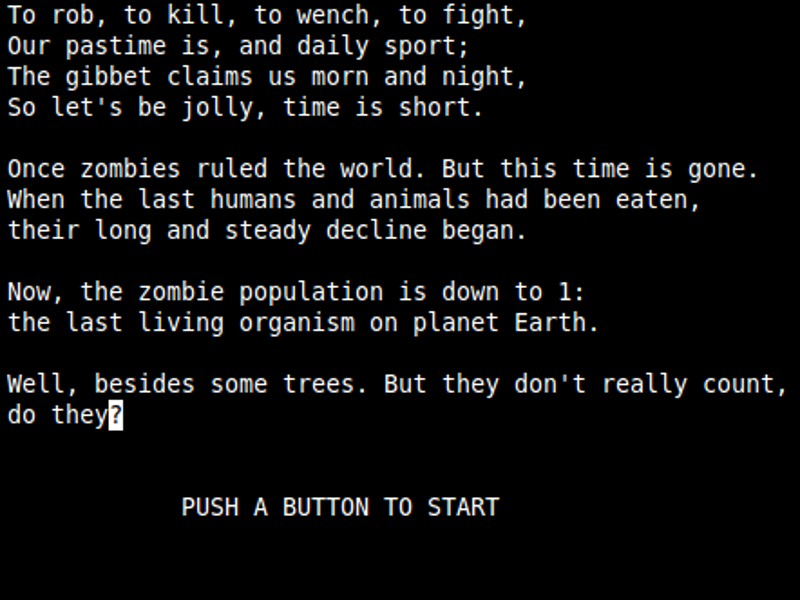 To rob, to kill, to wench, to fight,
Our pastime is, and daily sport;
The gibbet claims us morn and night,
So let's be jolly, time is short.
Once zombies ruled the world. But this time is gone.
When the last humans and animals had been eaten,
their long and steady decline began.
Now, the zombie population is down to 1:
the last living organism on planet Earth.
Well, besides some trees. But they don't really count,
do they?
PUSH A BUTTON TO START